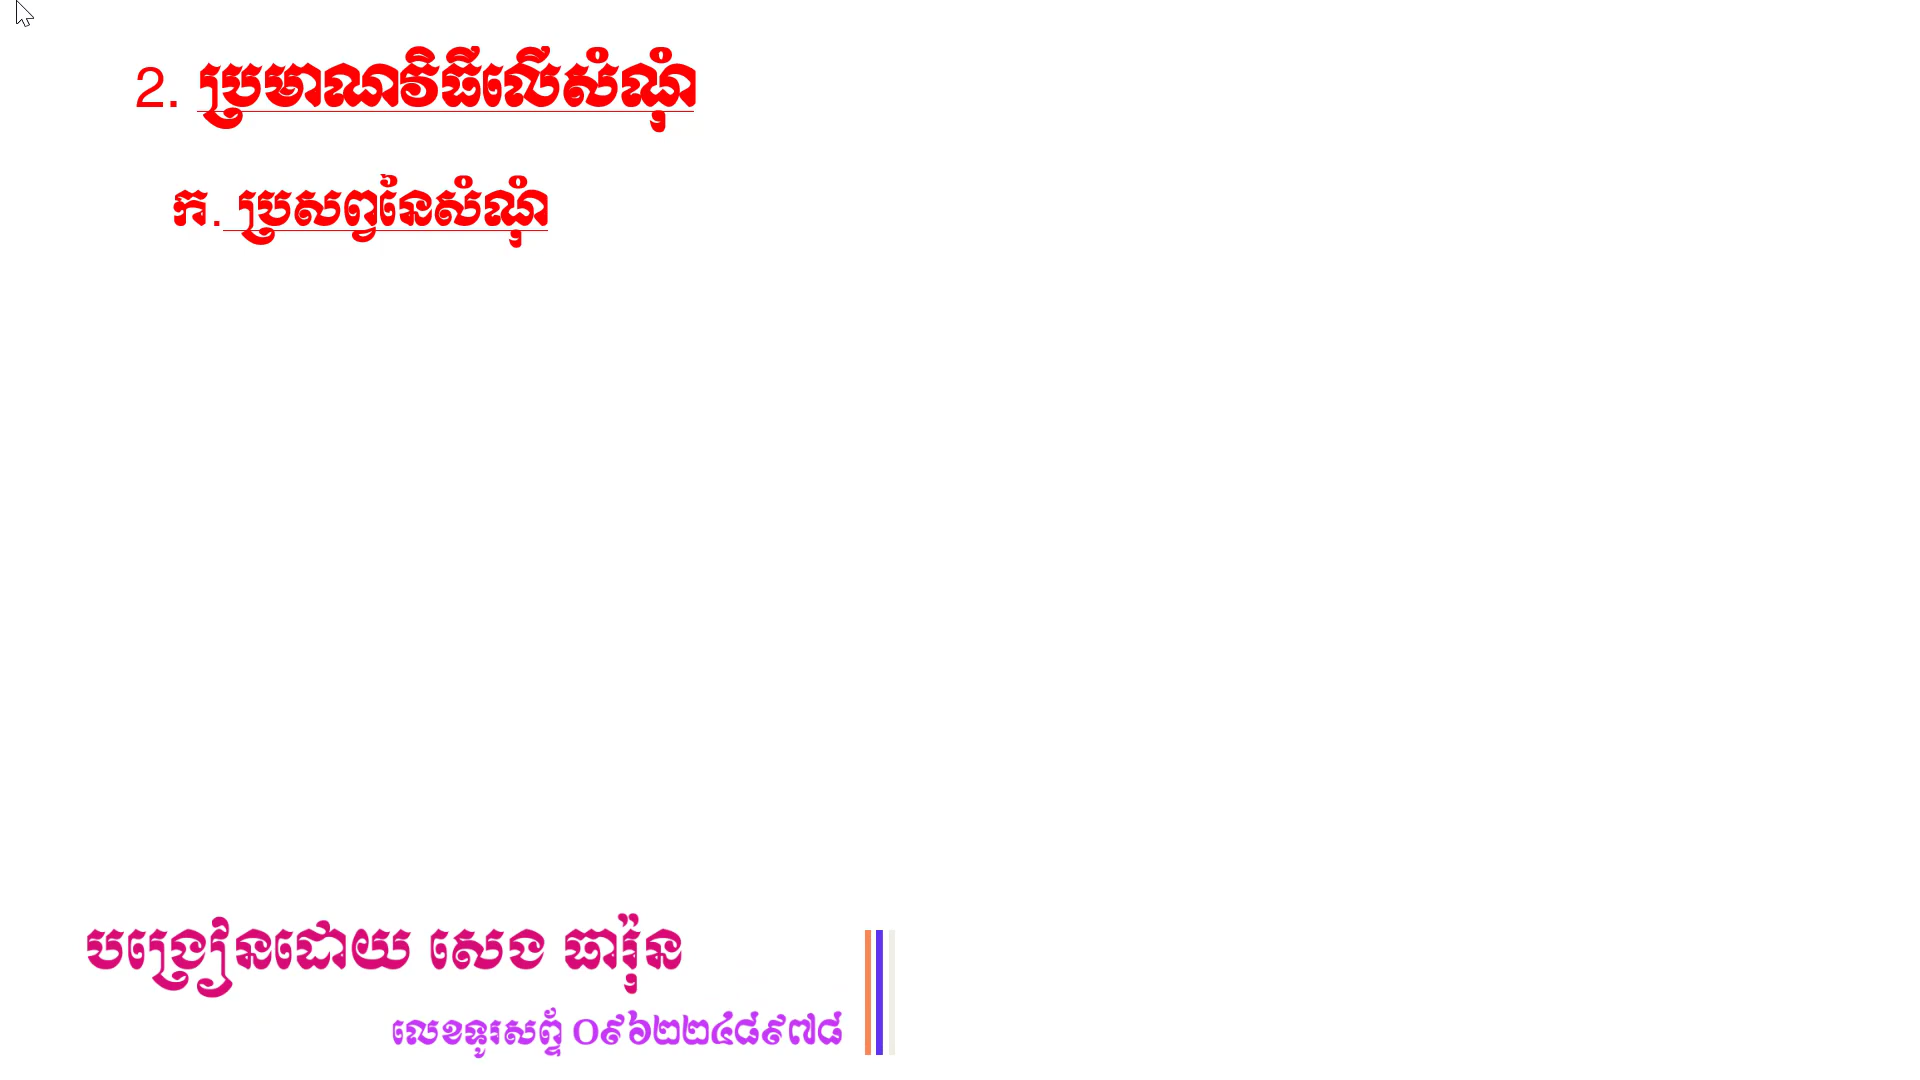 2. ប្រមាណវិធីលើសំណុំ
ក. ប្រសព្វនៃសំណុំ
បង្រៀនដោយ សេង ធារ៉ុន
លេខទូរសព្ទ័ ០៩៦២២៤៨៩៧៨